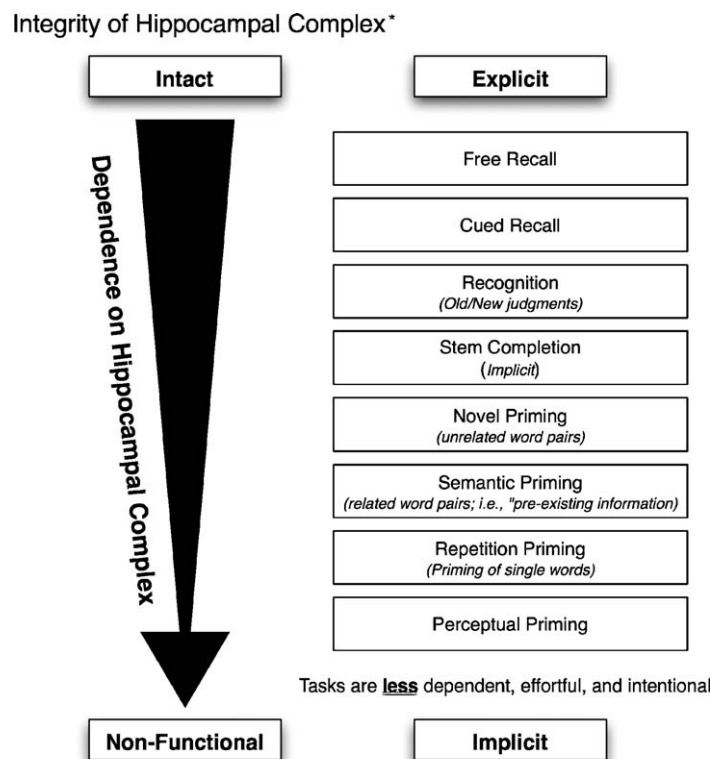 Integrity of Hippocampal Complex*
Intact
Explicit
Dependence on Hippocampal Complex
Free Recall
Cued Recall
Recognition
(Old/New judgments)
Stem Completion
(Implicit)
Novel Priming
(unrelated word pairs)
Semantic Priming
(related word pairs; i.e., "pre-existing information)
Repetition Priming
(Priming of single words)
Perceptual Priming
Tasks are less dependent, effortful, and intentional
Non-Functional
Implicit